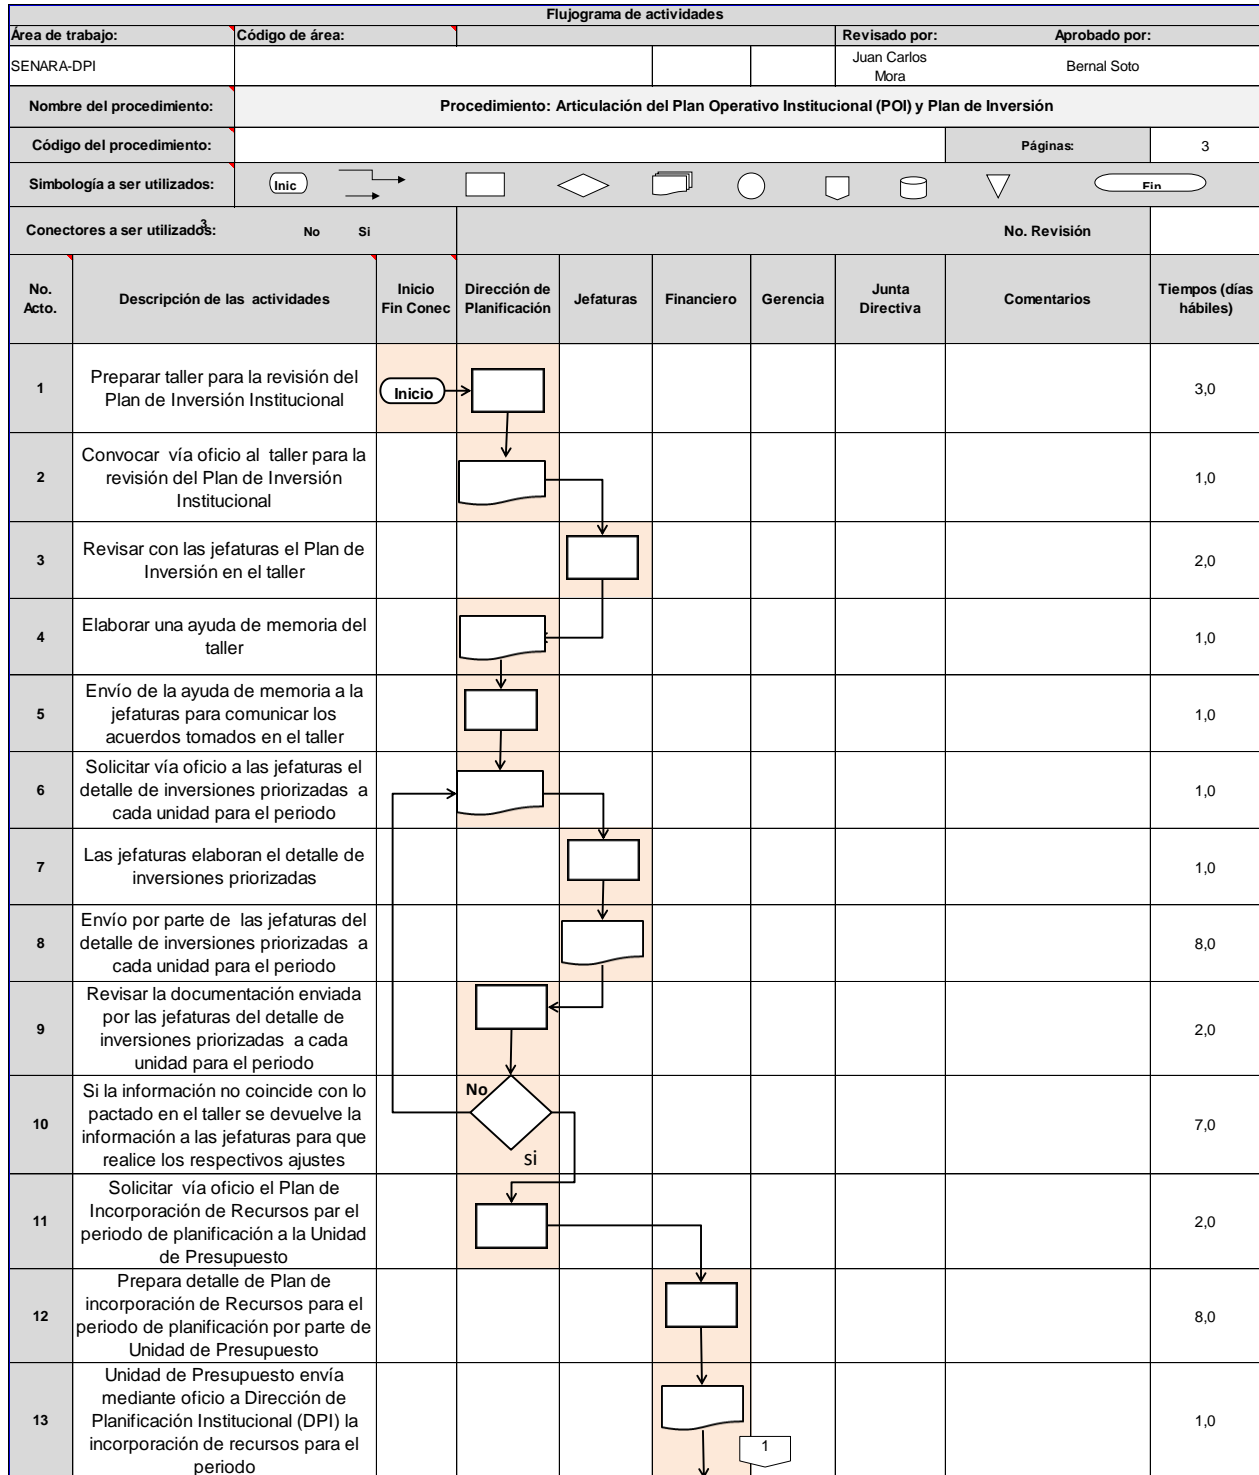 Flujograma de actividades
Área de trabajo: Código de área: Revisado por: Aprobado por:
SENARA-DPI Juan Carlos Mora Bernal Soto
Nombre del procedimiento: Procedimiento: Articulación del Plan Operativo Institucional (POI) y Plan de Inversión
Código del procedimiento: Páginas: 3
Simbología a ser utilizados: Inic Fin
Conectores a ser utilizados: 3 No Si No. Revisión
No. Acto. Descripción de las actividades Inicio Fin Conec Dirección de Planificación Jefaturas Financiero Gerencia Junta Directiva Comentarios Tiempos (días hábiles)
1 Preparar taller para la revisión del
Plan de Inversión Institucional
Inicio
3,0
2 Convocar vía oficio al taller para la
revisión del Plan de Inversión
Institucional
1,0
3 Revisar con las jefaturas el Plan de
Inversión en el taller
2,0
4 Elaborar una ayuda de memoria del
taller
1,0
5 Envío de la ayuda de memoria a la
jefaturas para comunicar los
acuerdos tomados en el taller
1,0
6 Solicitar vía oficio a las jefaturas el
detalle de inversiones priorizadas a
cada unidad para el periodo
1,0
7 Las jefaturas elaboran el detalle de
inversiones priorizadas
1,0
8 Envío por parte de las jefaturas del
detalle de inversiones priorizadas a
cada unidad para el periodo
8,0
9 Revisar la documentación enviada
por las jefaturas del detalle de
inversiones priorizadas a cada
unidad para el periodo
2,0
10 Si la información no coincide con lo
pactado en el taller se devuelve la
información a las jefaturas para que
realice los respectivos ajustes
No
si
7,0
11 Solicitar vía oficio el Plan de
Incorporación de Recursos par el
periodo de planificación a la Unidad
de Presupuesto
2,0
12 Prepara detalle de Plan de
incorporación de Recursos para el
periodo de planificación por parte de
Unidad de Presupuesto
8,0
13 Unidad de Presupuesto envía
mediante oficio a Dirección de
Planificación Institucional (DPI) la
incorporación de recursos para el
periodo
1
1,0